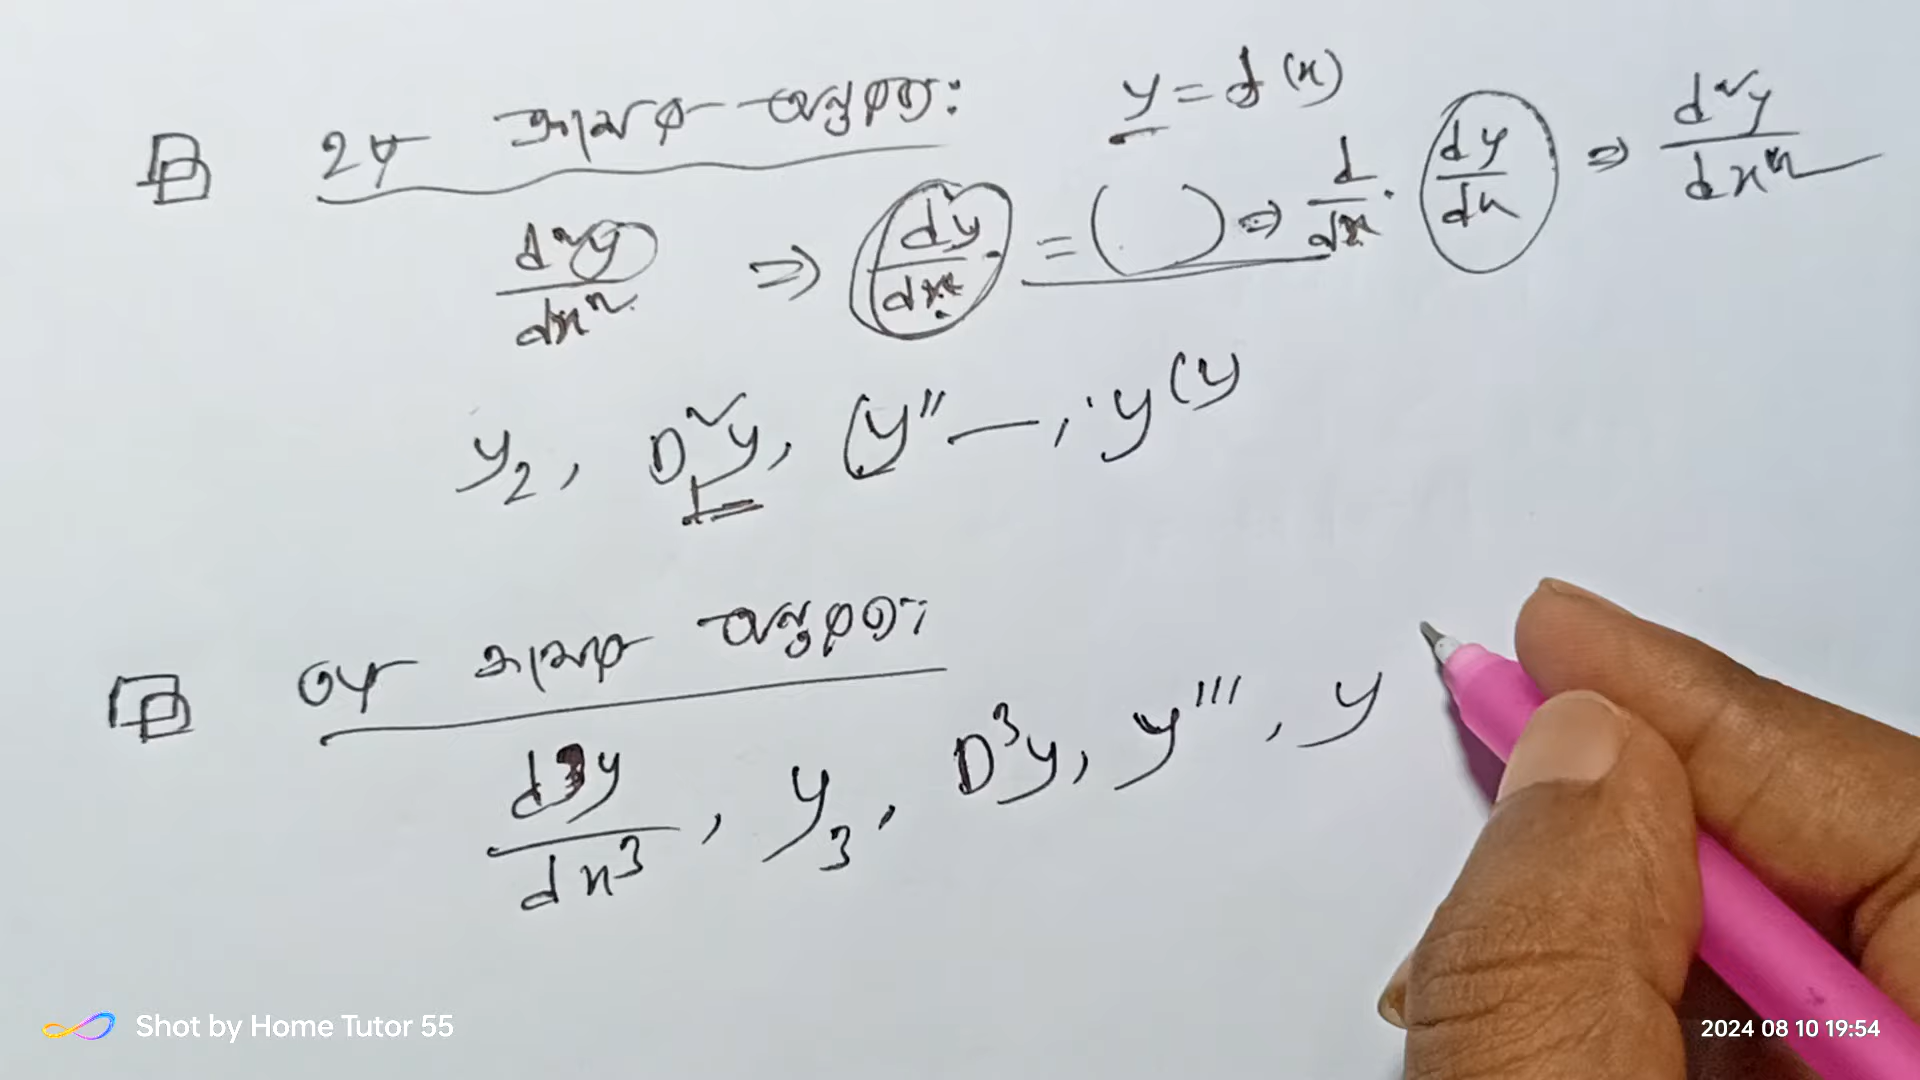 ২য় ক্রমিক অন্তরজ: y = f(x)
d²y/dx² ⇒ dy/dx = ( ) ⇒ d/dx · dy/dx ⇒ d²y/dx²
y₂, D²y, (y'' —, y^(y
৩য় ক্রমিক অন্তরজ:
d³y/dx³, y₃, D³y, y''', y
Shot by Home Tutor 55
2024 08 10 19:54